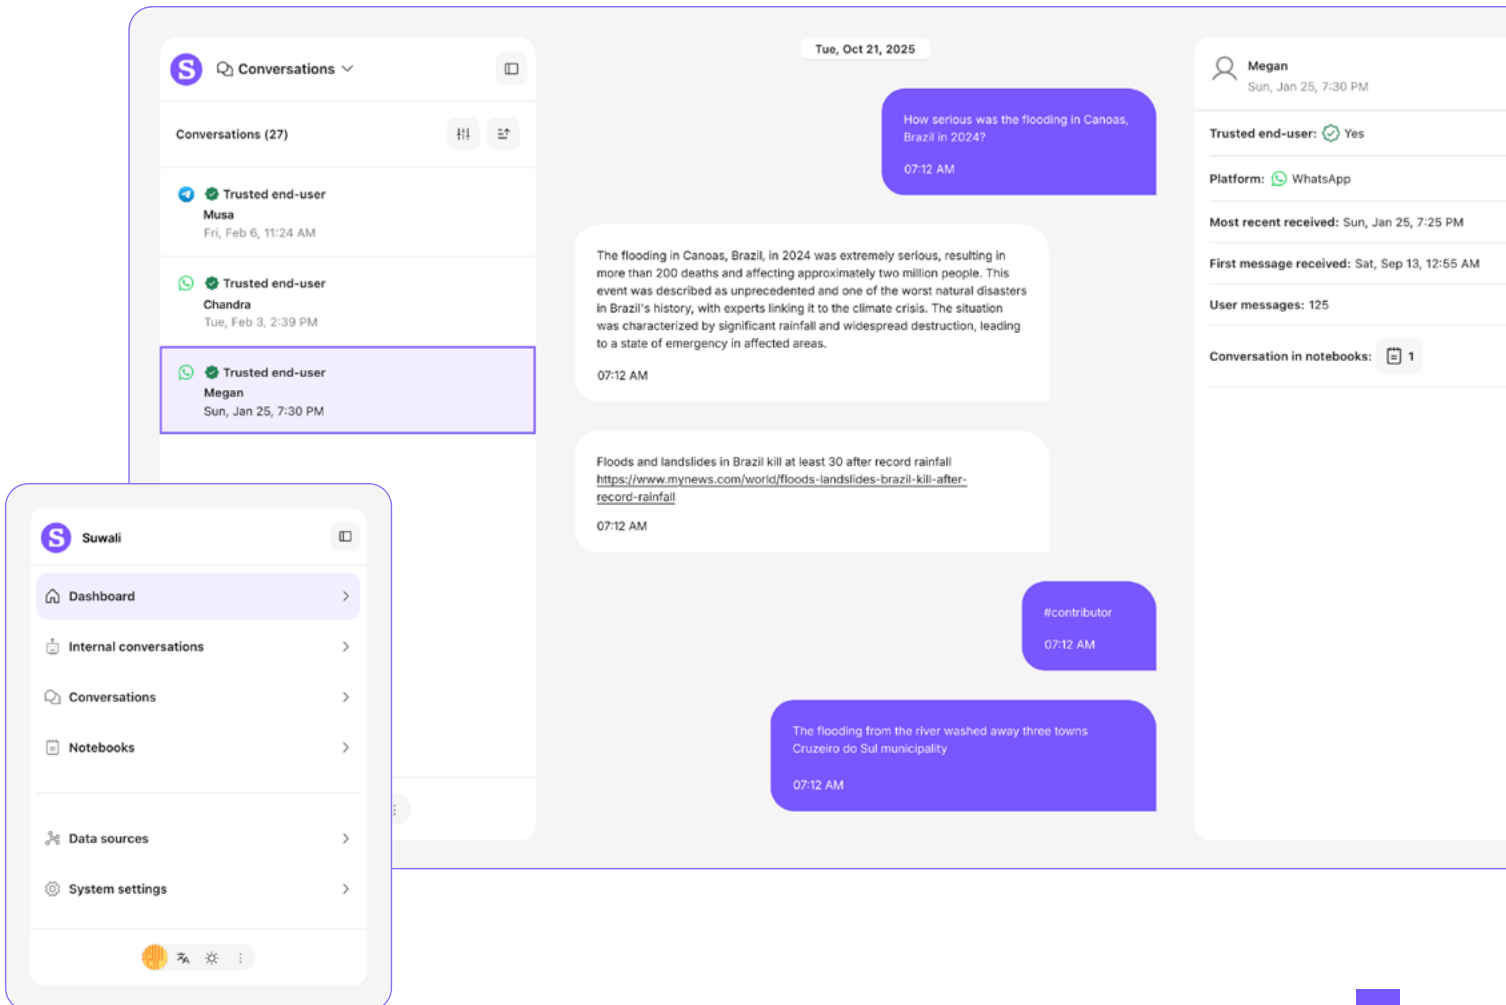 S
Conversations
Conversations (27)
Trusted end-user
Musa
Fri, Feb 6, 11:24 AM
Trusted end-user
Chandra
Tue, Feb 3, 2:39 PM
Trusted end-user
Megan
Sun, Jan 25, 7:30 PM
Tue, Oct 21, 2025
How serious was the flooding in Canoas,
Brazil in 2024?
07:12 AM
The flooding in Canoas, Brazil, in 2024 was extremely serious, resulting in
more than 200 deaths and affecting approximately two million people. This
event was described as unprecedented and one of the worst natural disasters
in Brazil's history, with experts linking it to the climate crisis. The situation
was characterized by significant rainfall and widespread destruction, leading
to a state of emergency in affected areas.
07:12 AM
Floods and landslides in Brazil kill at least 30 after record rainfall
https://www.mynews.com/world/floods-landslides-brazil-kill-after-
record-rainfall
07:12 AM
#contributor
07:12 AM
The flooding from the river washed away three towns
Cruzeiro do Sul municipality
07:12 AM
Megan
Sun, Jan 25, 7:30 PM
Trusted end-user: Yes
Platform: WhatsApp
Most recent received: Sun, Jan 25, 7:25 PM
First message received: Sat, Sep 13, 12:55 AM
User messages: 125
Conversation in notebooks: 1
S Suwali
Dashboard
Internal conversations
Conversations
Notebooks
Data sources
System settings